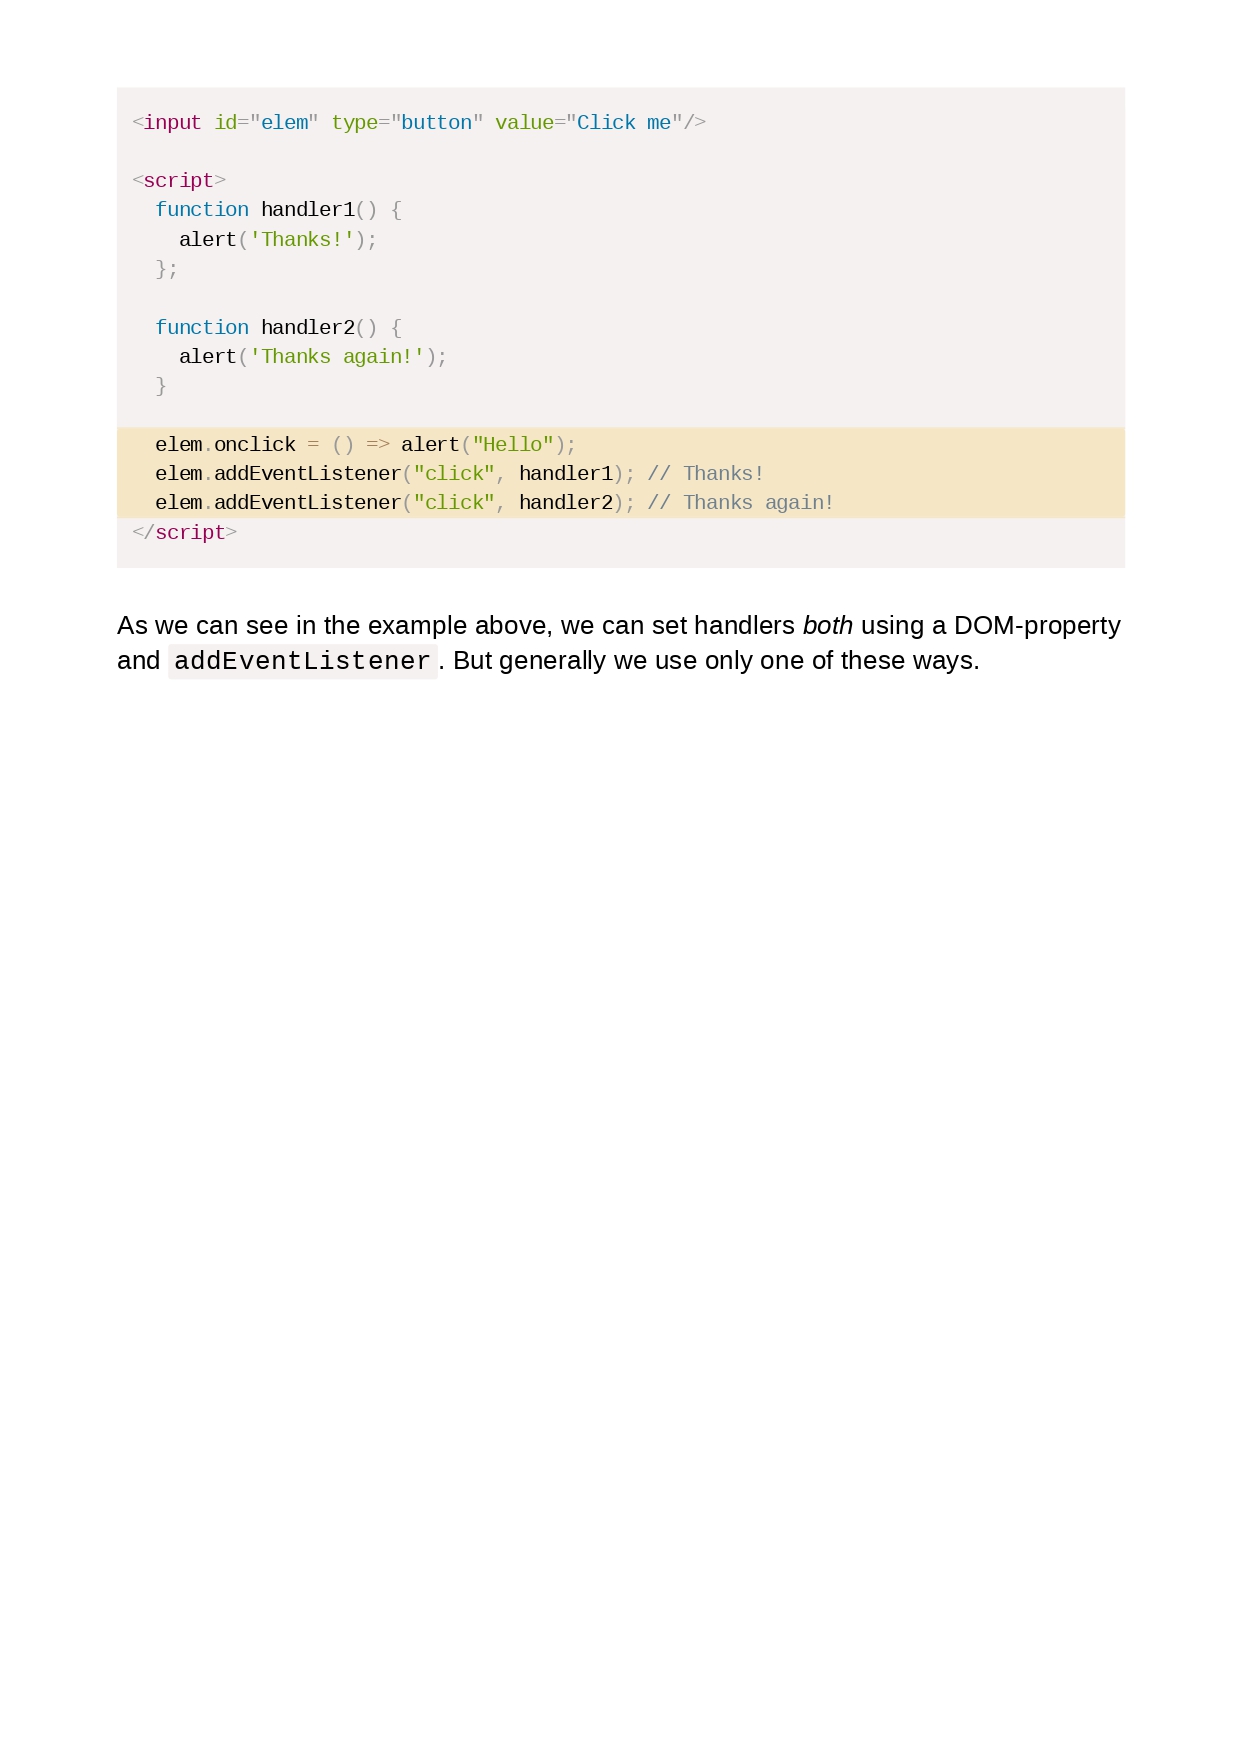 <input id="elem" type="button" value="Click me"/>
<script>
function handler1() {
alert('Thanks!');
};
function handler2() {
alert('Thanks again!');
}
elem.onclick = () => alert("Hello");
elem.addEventListener("click", handler1); // Thanks!
elem.addEventListener("click", handler2); // Thanks again!
</script>
As we can see in the example above, we can set handlers both using a DOM-property
and addEventListener. But generally we use only one of these ways.